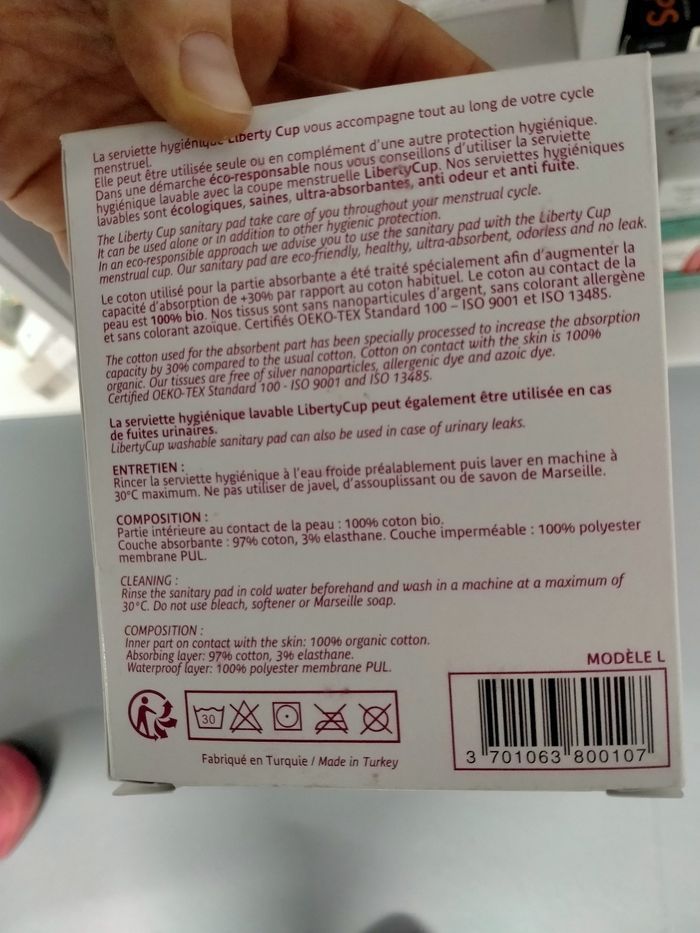 La serviette hygiénique Liberty Cup vous accompagne tout au long de votre cycle
menstruel.
Elle peut être utilisée seule ou en complément d'une autre protection hygiénique.
Dans une démarche éco-responsable nous vous conseillons d'utiliser la serviette
hygiénique lavable avec la coupe menstruelle LibertyCup. Nos serviettes hygiéniques
lavables sont écologiques, saines, ultra-absorbantes, anti odeur et anti fuite.
The Liberty Cup sanitary pad take care of you throughout your menstrual cycle.
It can be used alone or in addition to other hygienic protection.
In an eco-responsible approach we advise you to use the sanitary pad with the Liberty Cup
menstrual cup. Our sanitary pad are eco-friendly, healthy, ultra-absorbent, odorless and no leak.
Le coton utilisé pour la partie absorbante a été traité spécialement afin d'augmenter la
capacité d'absorption de +30% par rapport au coton habituel. Le coton au contact de la
peau est 100% bio. Nos tissus sont sans nanoparticules d'argent, sans colorant allergène
et sans colorant azoïque. Certifiés OEKO-TEX Standard 100 – ISO 9001 et ISO 13485.
The cotton used for the absorbent part has been specially processed to increase the absorption
capacity by 30% compared to the usual cotton. Cotton on contact with the skin is 100%
organic. Our tissues are free of silver nanoparticles, allergenic dye and azoic dye.
Certified OEKO-TEX Standard 100 - ISO 9001 and ISO 13485.
La serviette hygiénique lavable LibertyCup peut également être utilisée en cas
de fuites urinaires.
LibertyCup washable sanitary pad can also be used in case of urinary leaks.
ENTRETIEN :
Rincer la serviette hygiénique à l'eau froide préalablement puis laver en machine à
30°C maximum. Ne pas utiliser de javel, d'assouplissant ou de savon de Marseille.
COMPOSITION :
Partie intérieure au contact de la peau : 100% coton bio.
Couche absorbante : 97% coton, 3% elasthane. Couche imperméable : 100% polyester
membrane PUL.
CLEANING :
Rinse the sanitary pad in cold water beforehand and wash in a machine at a maximum of
30°C. Do not use bleach, softener or Marseille soap.
COMPOSITION :
Inner part on contact with the skin: 100% organic cotton.
Absorbing layer: 97% cotton, 3% elasthane.
Waterproof layer: 100% polyester membrane PUL.
MODÈLE L
30
3 701063 800107
Fabriqué en Turquie / Made in Turkey